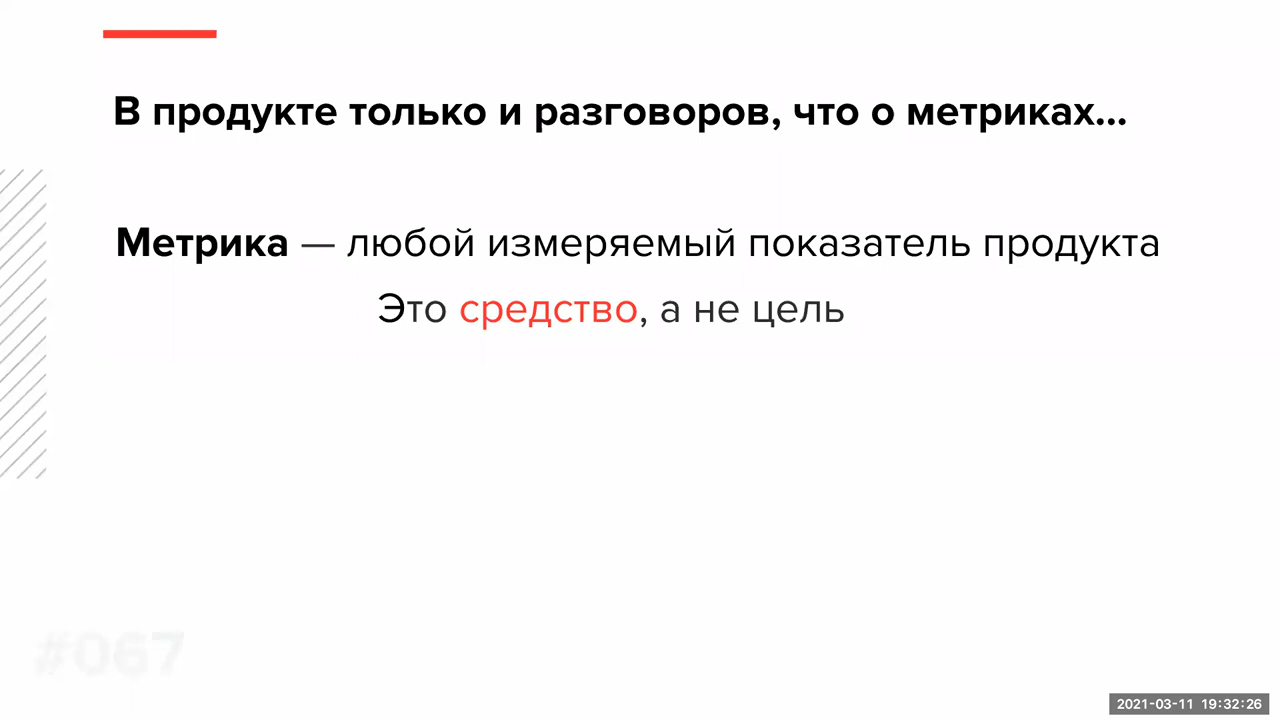 В продукте только и разговоров, что о метриках...
Метрика — любой измеряемый показатель продукта
Это средство, а не цель
#067
2021-03-11 19:32:26